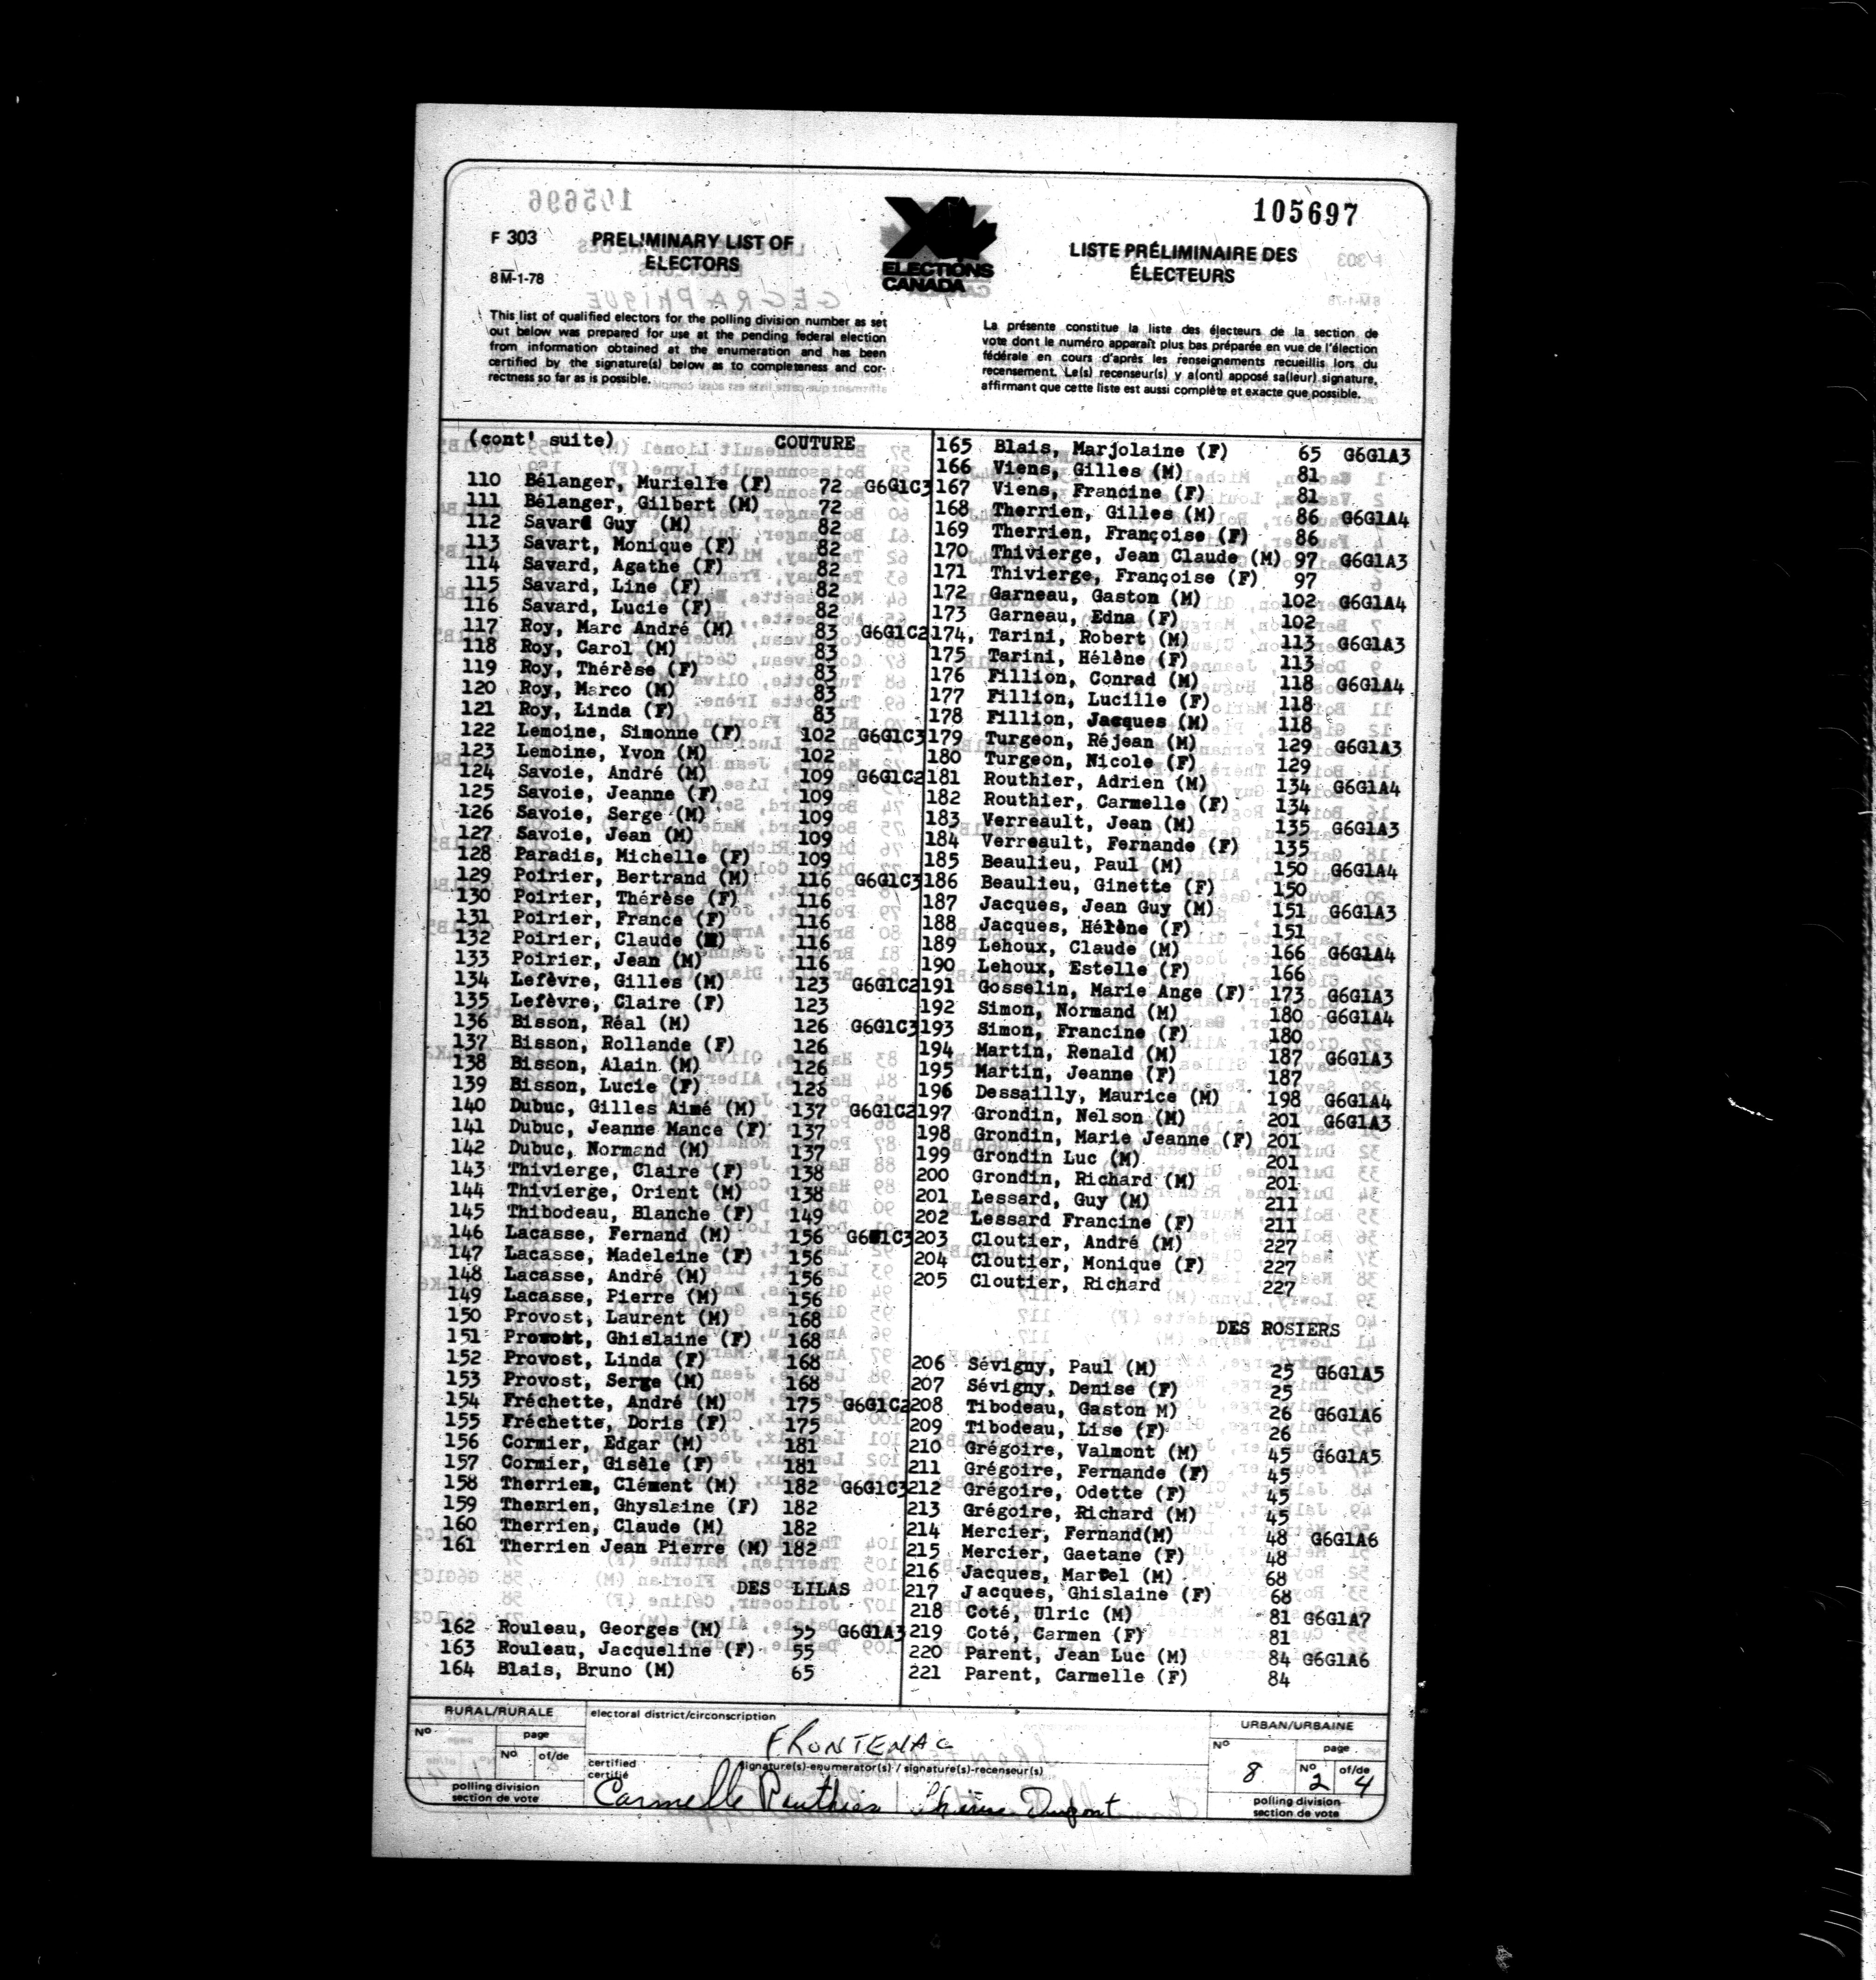 105697
F 303
PRELIMINARY LIST OF
ELECTORS
8M-1-78
ELECTIONS
CANADA
LISTE PRÉLIMINAIRE DES
ÉLECTEURS
This list of qualified electors for the polling division number as set
out below was prepared for use at the pending federal election
from information obtained at the enumeration and has been
certified by the signature(s) below as to completeness and cor-
rectness so far as is possible.
La présente constitue la liste des électeurs de la section de
vote dont le numéro apparaît plus bas préparée en vue de l'élection
fédérale en cours d'après les renseignements recueillis lors du
recensement. Le(s) recenseur(s) y a(ont) apposé sa(leur) signature,
affirmant que cette liste est aussi complète et exacte que possible.
(cont' suite) COUTURE
110 Bélanger, Murielle (F) 72 G6G1C3
111 Bélanger, Gilbert (M) 72
112 Savard Guy (M) 82
113 Savart, Monique (F) 82
114 Savard, Agathe (F) 82
115 Savard, Line (F) 82
116 Savard, Lucie (F) 82
117 Roy, Marc André (M) 83 G6G1C2
118 Roy, Carol (M) 83
119 Roy, Thérèse (F) 83
120 Roy, Marco (M) 83
121 Roy, Linda (F) 83
122 Lemoine, Simonne (F) 102 G6G1C3
123 Lemoine, Yvon (M) 102
124 Savoie, André (M) 109 G6G1C2
125 Savoie, Jeanne (F) 109
126 Savoie, Serge (M) 109
127 Savoie, Jean (M) 109
128 Paradis, Michelle (F) 109
129 Poirier, Bertrand (M) 116 G6G1C3
130 Poirier, Thérèse (F) 116
131 Poirier, France (F) 116
132 Poirier, Claude (M) 116
133 Poirier, Jean (M) 116
134 Lefèvre, Gilles (M) 123 G6G1C2
135 Lefèvre, Claire (F) 123
136 Bisson, Réal (M) 126 G6G1C3
137 Bisson, Rollande (F) 126
138 Bisson, Alain (M) 126
139 Bisson, Lucie (F) 126
140 Dubuc, Gilles Aimé (M) 137 G6G1C2
141 Dubuc, Jeanne Mance (F) 137
142 Dubuc, Normand (M) 137
143 Thivierge, Claire (F) 138
144 Thivierge, Orient (M) 138
145 Thibodeau, Blanche (F) 149
146 Lacasse, Fernand (M) 156 G6G1C3
147 Lacasse, Madeleine (F) 156
148 Lacasse, André (M) 156
149 Lacasse, Pierre (M) 156
150 Provost, Laurent (M) 168
151 Provost, Ghislaine (F) 168
152 Provost, Linda (F) 168
153 Provost, Serge (M) 168
154 Fréchette, André (M) 175 G6G1C2
155 Fréchette, Doris (F) 175
156 Cormier, Edgar (M) 181
157 Cormier, Gisèle (F) 181
158 Therrien, Clément (M) 182 G6G1C3
159 Therrien, Ghyslaine (F) 182
160 Therrien, Claude (M) 182
161 Therrien Jean Pierre (M) 182
DES LILAS
162 Rouleau, Georges (M) 55 G6G1A3
163 Rouleau, Jacqueline (F) 55
164 Blais, Bruno (M) 65
165 Blais, Marjolaine (F) 65 G6G1A3
166 Viens, Gilles (M) 81
167 Viens, Francine (F) 81
168 Therrien, Gilles (M) 86 G6G1A4
169 Therrien, Françoise (F) 86
170 Thivierge, Jean Claude (M) 97 G6G1A3
171 Thivierge, Françoise (F) 97
172 Garneau, Gaston (M) 102 G6G1A4
173 Garneau, Edna (F) 102
174, Tarini, Robert (M) 113 G6G1A3
175 Tarini, Hélène (F) 113
176 Fillion, Conrad (M) 118 G6G1A4
177 Fillion, Lucille (F) 118
178 Fillion, Jacques (M) 118
179 Turgeon, Réjean (M) 129 G6G1A3
180 Turgeon, Nicole (F) 129
181 Routhier, Adrien (M) 134 G6G1A4
182 Routhier, Carmelle (F) 134
183 Verreault, Jean (M) 135 G6G1A3
184 Verreault, Fernande (F) 135
185 Beaulieu, Paul (M) 150 G6G1A4
186 Beaulieu, Ginette (F) 150
187 Jacques, Jean Guy (M) 151 G6G1A3
188 Jacques, Hélène (F) 151
189 Lehoux, Claude (M) 166 G6G1A4
190 Lehoux, Estelle (F) 166
191 Gosselin, Marie Ange (F) 173 G6G1A3
192 Simon, Normand (M) 180 G6G1A4
193 Simon, Francine (F) 180
194 Martin, Renald (M) 187 G6G1A3
195 Martin, Jeanne (F) 187
196 Dessailly, Maurice (M) 198 G6G1A4
197 Grondin, Nelson (M) 201 G6G1A3
198 Grondin, Marie Jeanne (F) 201
199 Grondin Luc (M) 201
200 Grondin, Richard (M) 201
201 Lessard, Guy (M) 211
202 Lessard Francine (F) 211
203 Cloutier, André (M) 227
204 Cloutier, Monique (F) 227
205 Cloutier, Richard 227
DES ROSIERS
206 Sévigny, Paul (M) 25 G6G1A5
207 Sévigny, Denise (F) 25
208 Tibodeau, Gaston M) 26 G6G1A6
209 Tibodeau, Lise (F) 26
210 Grégoire, Valmont (M) 45 G6G1A5
211 Grégoire, Fernande (F) 45
212 Grégoire, Odette (F) 45
213 Grégoire, Richard (M) 45
214 Mercier, Fernand(M) 48 G6G1A6
215 Mercier, Gaetane (F) 48
216 Jacques, Martel (M) 68
217 Jacques, Ghislaine (F) 68
218 Coté, Ulric (M) 81 G6G1A7
219 Coté, Carmen (F) 81
220 Parent, Jean Luc (M) 84 G6G1A6
221 Parent, Carmelle (F) 84
RURAL/RURALE
No
page
No of/de
polling division
section de vote
electoral district/circonscription
FRONTENAC
certified
certifié
signature(s)-enumerator(s) / signature(s)-recenseur(s)
Carmelle Dupont
URBAN/URBAINE
No
page
8
No of/de
2 4
polling division
section de vote